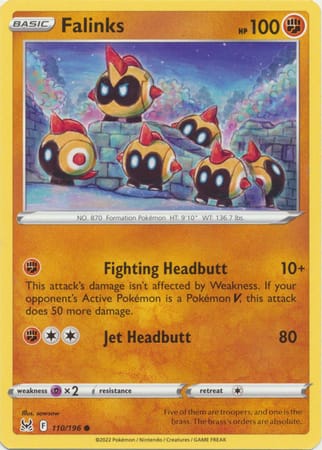 BASIC
Falinks
HP 100
NO. 870 Formation Pokémon HT: 9'10" WT: 136.7 lbs.
Fighting Headbutt 10+
This attack's damage isn't affected by Weakness. If your
opponent's Active Pokémon is a Pokémon V, this attack
does 50 more damage.
Jet Headbutt 80
weakness ×2 resistance retreat
Illus. sowsow
F 110/196 ●
Five of them are troopers, and one is the
brass. The brass's orders are absolute.
©2022 Pokémon / Nintendo / Creatures / GAME FREAK